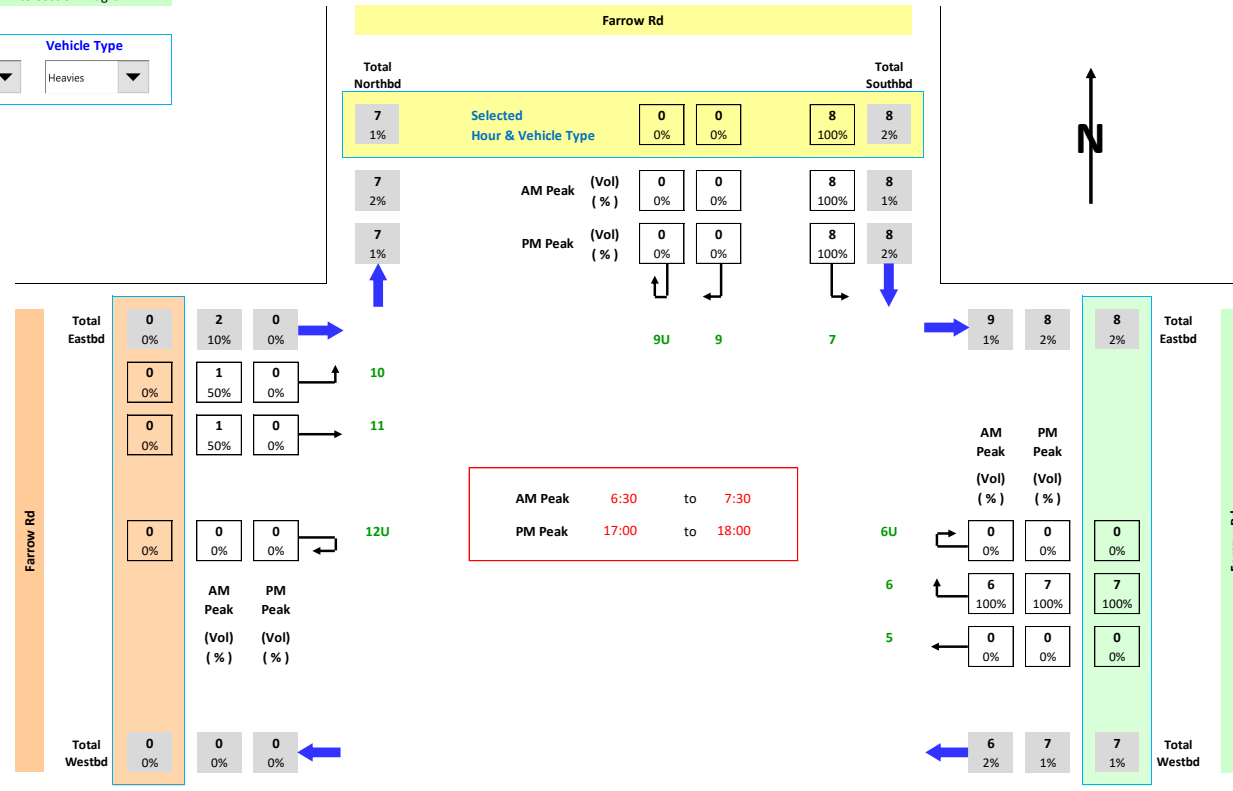 Farrow Rd
Vehicle Type
Heavies
Total Total
Northbd Southbd
7 Selected 0 0 8 8
1% Hour & Vehicle Type 0% 0% 100% 2%
N
7 AM Peak (Vol) 0 0 8 8
2% ( % ) 0% 0% 100% 1%
7 PM Peak (Vol) 0 0 8 8
1% ( % ) 0% 0% 100% 2%
9U 9 7
Total 0 2 0
Eastbd 0% 10% 0%
0 1 0 10
0% 50% 0%
0 1 0 11
0% 50% 0%
0 0 0 12U
0% 0% 0%
AM PM
Peak Peak
(Vol) (Vol)
( % ) ( % )
Total 0 0 0
Westbd 0% 0% 0%
Farrow Rd
AM Peak 6:30 to 7:30
PM Peak 17:00 to 18:00
9 8 8 Total
1% 2% 2% Eastbd
AM PM
Peak Peak
(Vol) (Vol)
( % ) ( % )
6U 0 0 0
0% 0% 0%
6 6 7 7
100% 100% 100%
5 0 0 0
0% 0% 0%
6 7 7 Total
2% 1% 1% Westbd